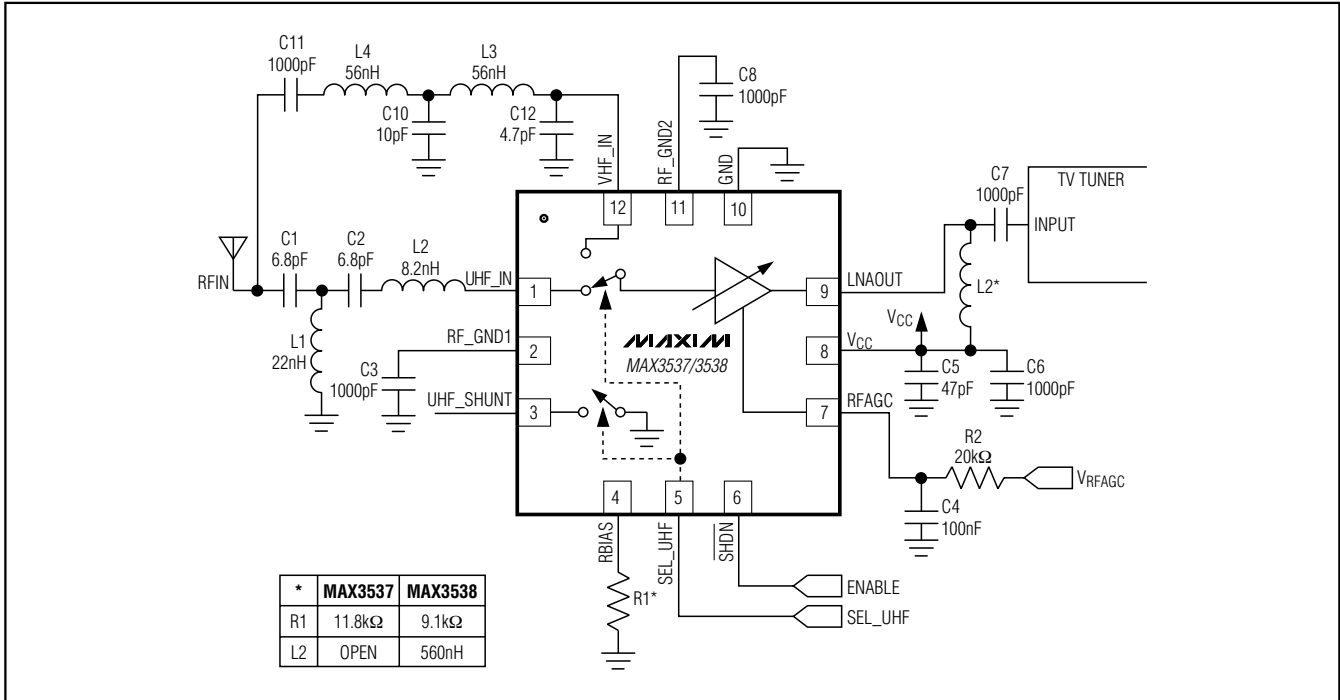 C11
1000pF
L4
56nH
L3
56nH
C10
10pF
C12
4.7pF
C8
1000pF
VHF_IN
RF_GND2
GND
12
11
10
C7
1000pF
TV TUNER
INPUT
RFIN
C1
6.8pF
C2
6.8pF
L2
8.2nH
UHF_IN
1
9
LNAOUT
L2*
L1
22nH
RF_GND1
2
C3
1000pF
MAXIM
MAX3537/3538
8
VCC
VCC
C5
47pF
C6
1000pF
UHF_SHUNT
3
7
RFAGC
R2
20kΩ
VRFAGC
C4
100nF
4
5
6
RBIAS
SEL_UHF
SHDN
R1*
ENABLE
SEL_UHF
* MAX3537 MAX3538
R1 11.8kΩ 9.1kΩ
L2 OPEN 560nH